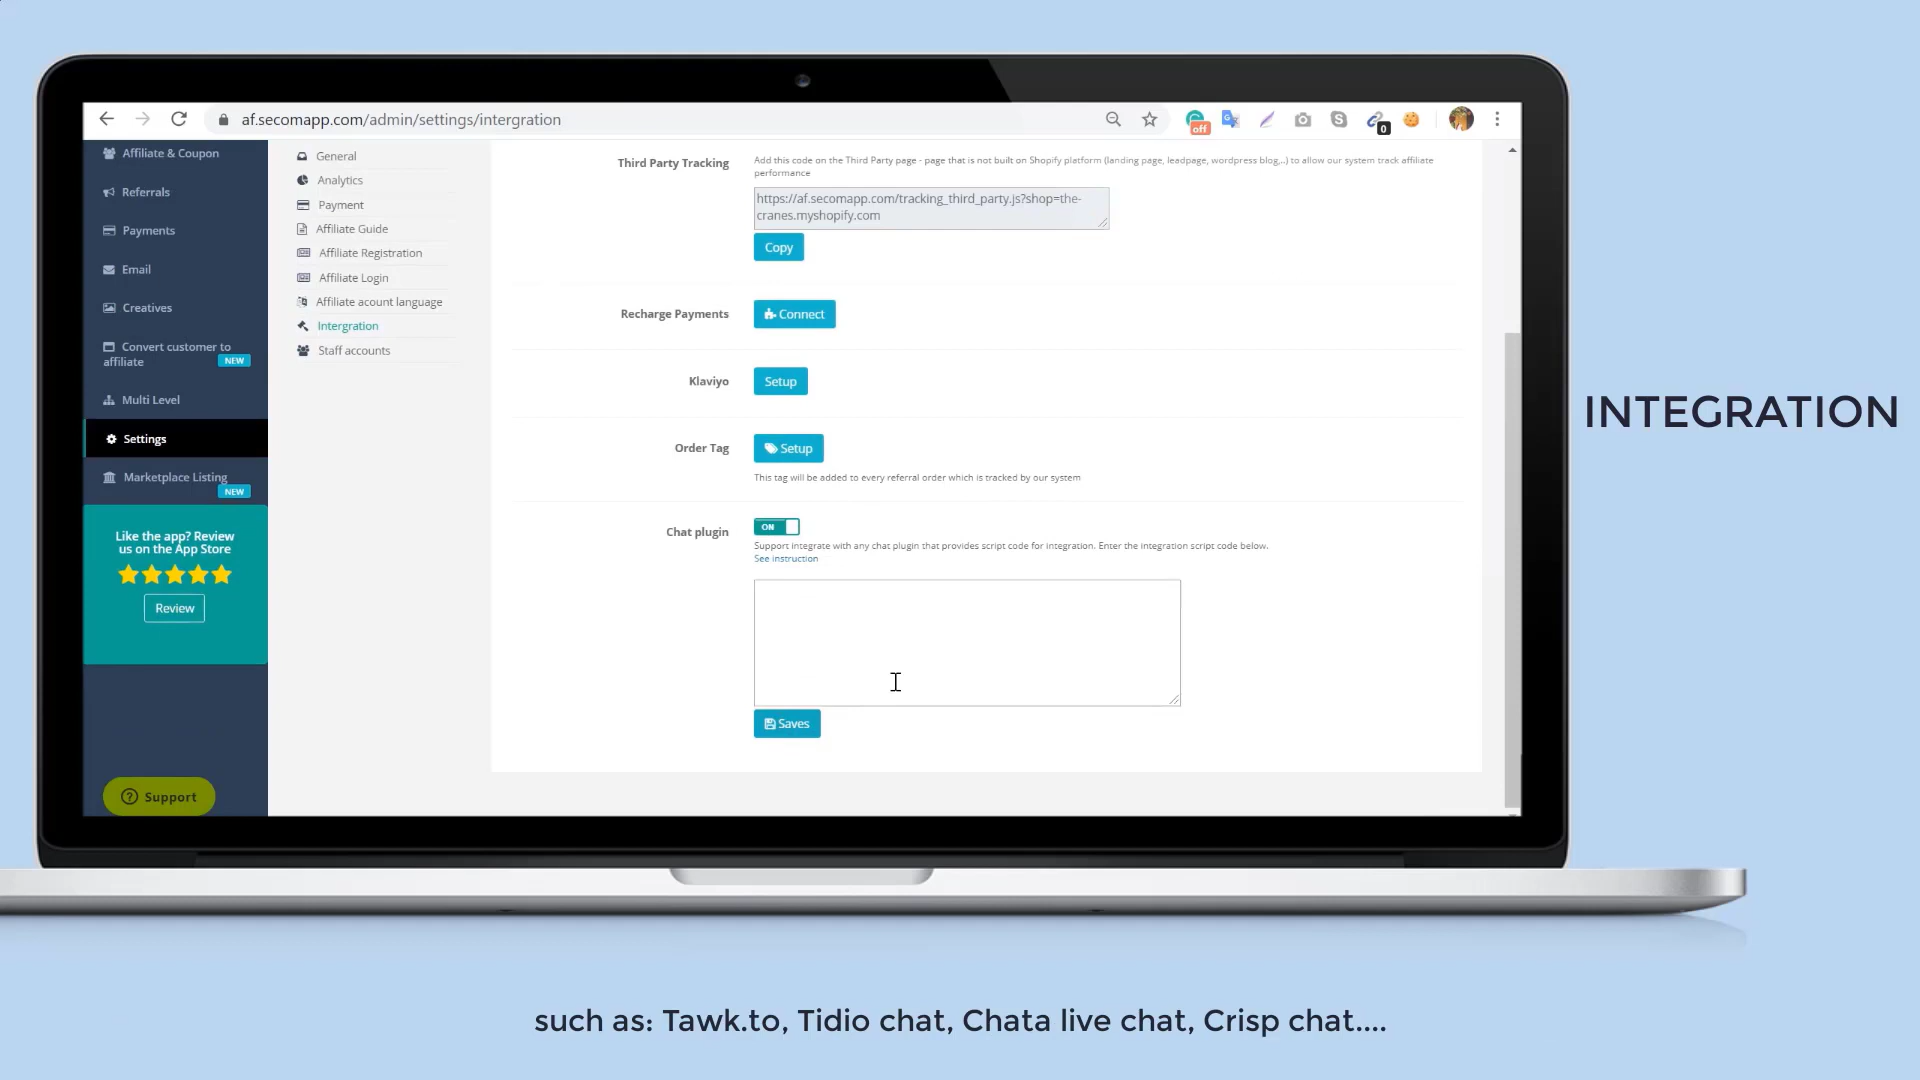 af.secomapp.com/admin/settings/intergration
off
0
Affiliate & Coupon
Referrals
Payments
Email
Creatives
Convert customer to
affiliate
NEW
Multi Level
Settings
Marketplace Listing
NEW
Like the app? Review
us on the App Store
Review
Support
General
Analytics
Payment
Affiliate Guide
Affiliate Registration
Affiliate Login
Affiliate acount language
Intergration
Staff accounts
Third Party Tracking
Add this code on the Third Party page - page that is not built on Shopify platform (landing page, leadpage, wordpress blog,..) to allow our system track affiliate
performance
https://af.secomapp.com/tracking_third_party.js?shop=the-
cranes.myshopify.com
Copy
Recharge Payments
Connect
Klaviyo
Setup
Order Tag
Setup
This tag will be added to every referral order which is tracked by our system
Chat plugin
ON
Support integrate with any chat plugin that provides script code for integration. Enter the integration script code below.
See instruction
Saves
INTEGRATION
such as: Tawk.to, Tidio chat, Chata live chat, Crisp chat....